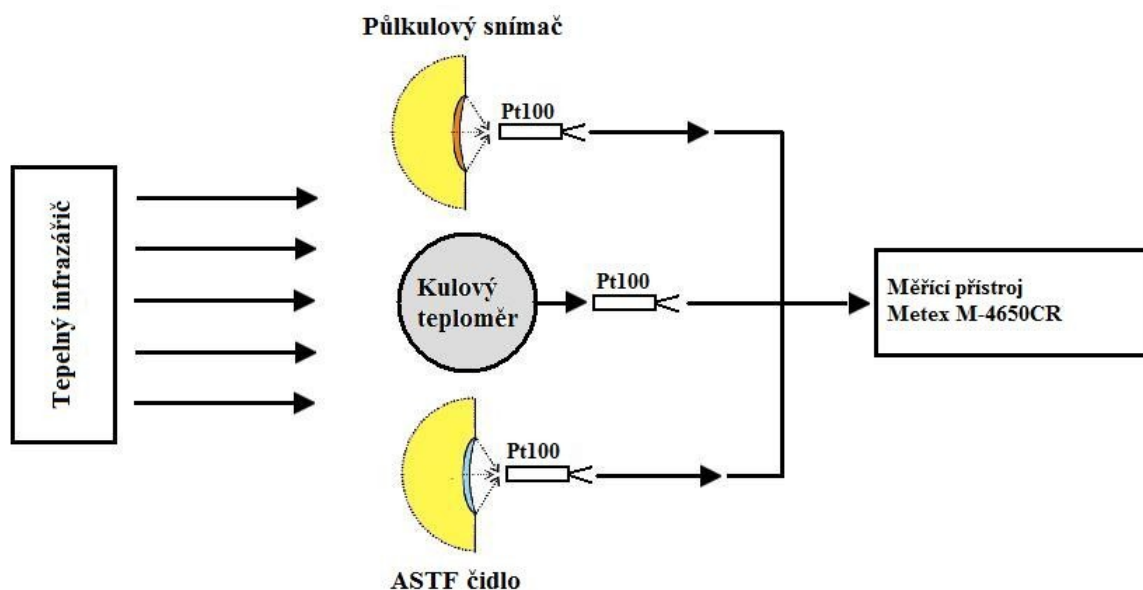 Půlkulový snímač
Pt100
Tepelný infrazářič
Kulový
teploměr
Pt100
Měřící přístroj
Metex M-4650CR
Pt100
ASTF čidlo